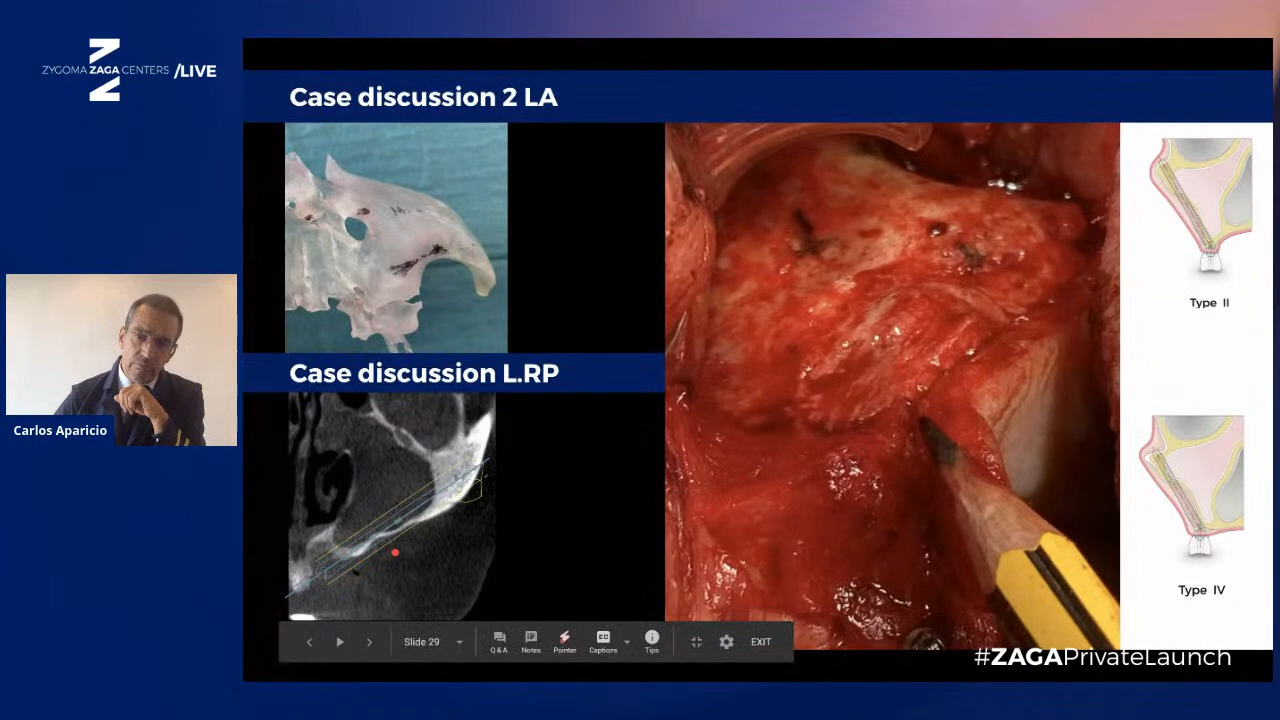 ZYGOMA ZAGA CENTERS /LIVE
Case discussion 2 LA
Type II
Case discussion L.RP
Carlos Aparicio
Type IV
Slide 29
Q & A
Notes
Pointer
CC
Captions
Tips
EXIT
#ZAGAPrivateLaunch